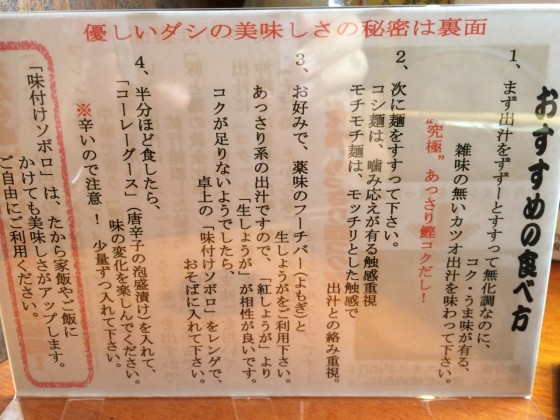 優しいダシの美味しさの秘密は裏面
おすすめの食べ方
1、まず出汁をずずーとすすって無化調なのに、
コク・うま味が有る、
雑味の無いカツオ出汁を味わって下さい。
“究極”あっさり鰹コクだし！
2、次に麺をすすって下さい。
コシ麺は、噛み応えが有る触感重視
モチモチ麺は、モッチリとした触感で
出汁との絡み重視。
3、お好みで、薬味のフーチバー(よもぎ)と
生しょうがをご利用下さい。
あっさり系の出汁ですので、「紅しょうが」より
「生しょうが」が相性が良いです。
コクが足りないようでしたら、
卓上の「味付けソボロ」をレンゲで、
おそばに入れて下さい。
4、半分ほど食したら、
「コーレーグース」(唐辛子の泡盛漬け)を入れて、
味の変化を楽しんでください。
※辛いので注意！ 少量ずつ入れて下さい。
「味付けソボロ」は、たから家飯やご飯に
かけても美味しさがアップします。
ご自由にご利用ください。